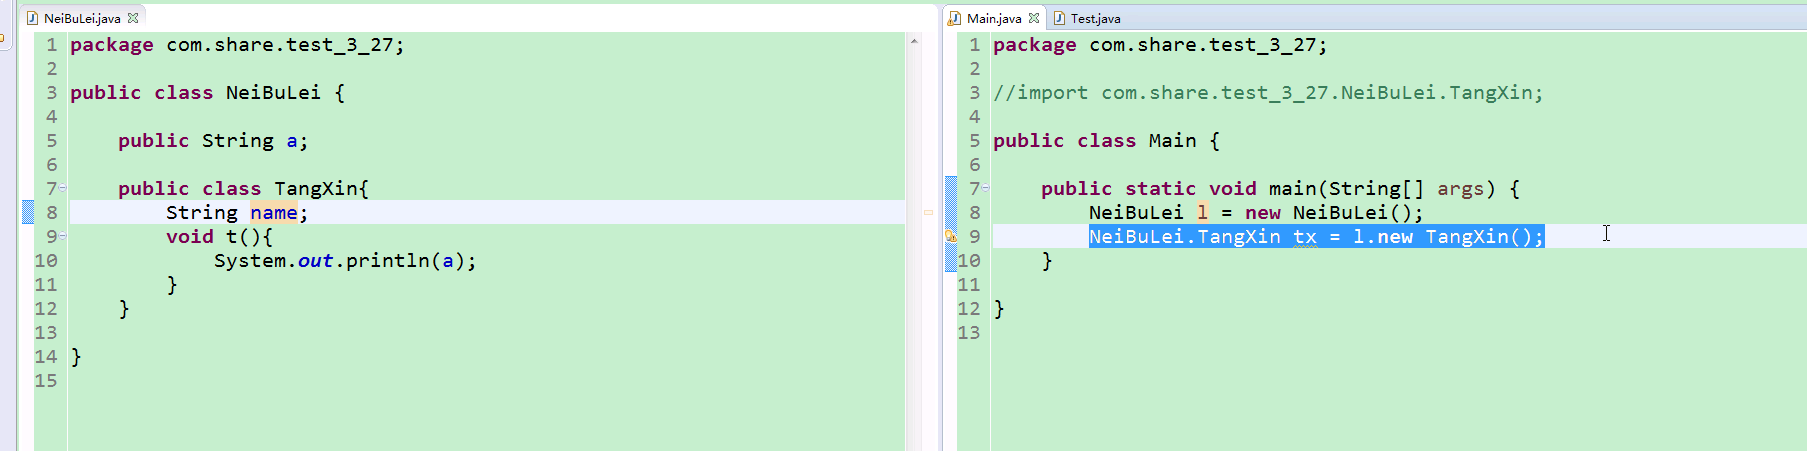 NeiBuLei.java
1 package com.share.test_3_27;
2
3 public class NeiBuLei {
4
5     public String a;
6
7     public class TangXin{
8         String name;
9         void t(){
10             System.out.println(a);
11         }
12     }
13
14 }
15
Main.java Test.java
1 package com.share.test_3_27;
2
3 //import com.share.test_3_27.NeiBuLei.TangXin;
4
5 public class Main {
6
7     public static void main(String[] args) {
8         NeiBuLei l = new NeiBuLei();
9         NeiBuLei.TangXin tx = l.new TangXin();
10     }
11
12 }
13